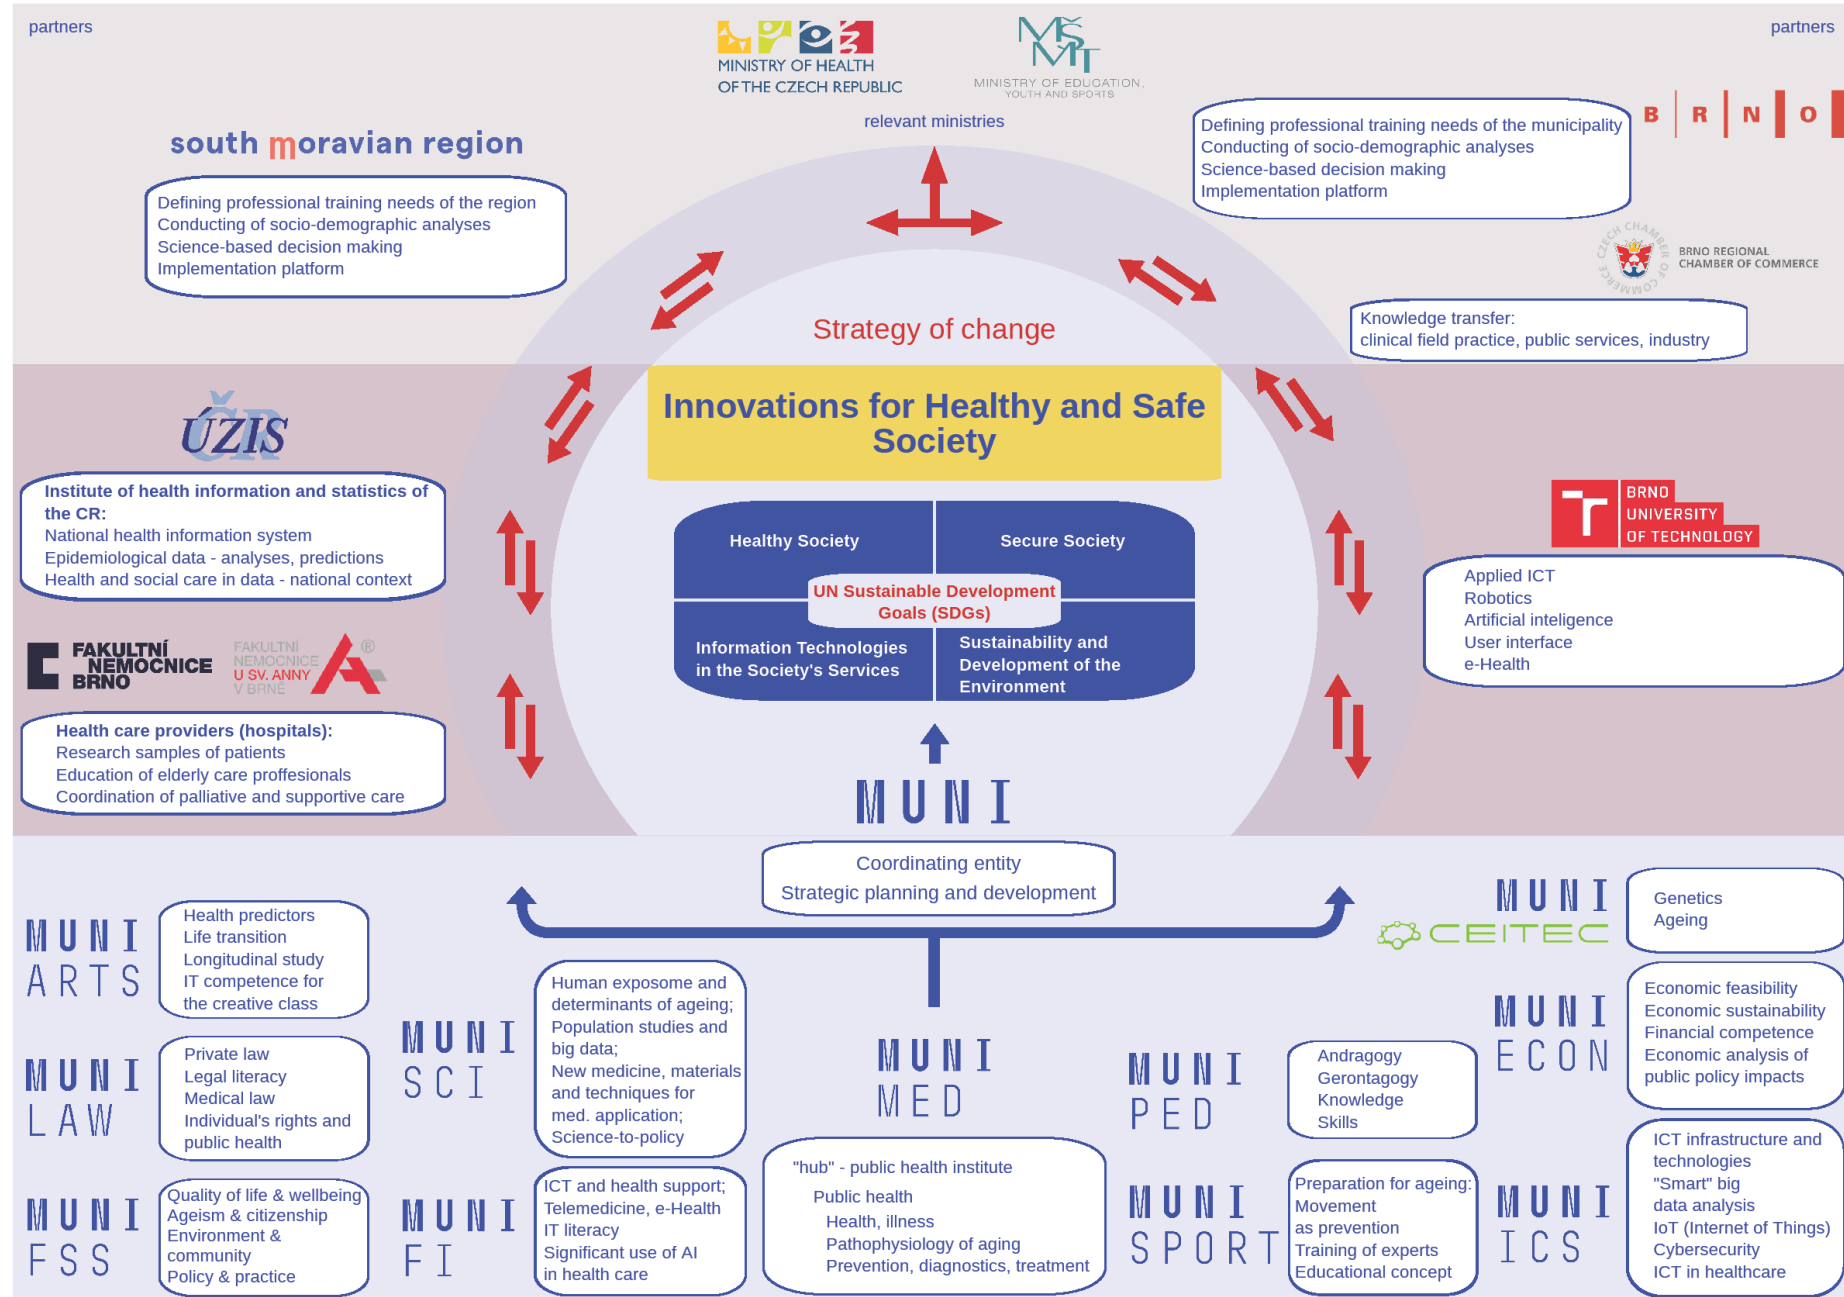 partners
partners
MINISTRY OF HEALTH
OF THE CZECH REPUBLIC
MŠ
MT
MINISTRY OF EDUCATION,
YOUTH AND SPORTS
relevant ministries
south moravian region
Defining professional training needs of the region
Conducting of socio-demographic analyses
Science-based decision making
Implementation platform
BRNO
Defining professional training needs of the municipality
Conducting of socio-demographic analyses
Science-based decision making
Implementation platform
CZECH CHAMBER OF COMMERCE
BRNO REGIONAL
CHAMBER OF COMMERCE
Knowledge transfer:
clinical field practice, public services, industry
Strategy of change
Innovations for Healthy and Safe
Society
Healthy Society
Secure Society
UN Sustainable Development
Goals (SDGs)
Information Technologies
in the Society's Services
Sustainability and
Development of the
Environment
ÚZIS
ČR
Institute of health information and statistics of
the CR:
National health information system
Epidemiological data - analyses, predictions
Health and social care in data - national context
FAKULTNÍ
NEMOCNICE
BRNO
FAKULTNÍ
NEMOCNICE
U SV. ANNY
V BRNĚ
®
Health care providers (hospitals):
Research samples of patients
Education of elderly care proffesionals
Coordination of palliative and supportive care
BRNO
UNIVERSITY
OF TECHNOLOGY
Applied ICT
Robotics
Artificial inteligence
User interface
e-Health
MUNI
Coordinating entity
Strategic planning and development
MUNI
ARTS
Health predictors
Life transition
Longitudinal study
IT competence for
the creative class
MUNI
LAW
Private law
Legal literacy
Medical law
Individual's rights and
public health
MUNI
FSS
Quality of life & wellbeing
Ageism & citizenship
Environment &
community
Policy & practice
MUNI
SCI
Human exposome and
determinants of ageing;
Population studies and
big data;
New medicine, materials
and techniques for
med. application;
Science-to-policy
MUNI
FI
ICT and health support;
Telemedicine, e-Health
IT literacy
Significant use of AI
in health care
MUNI
MED
"hub" - public health institute
Public health
Health, illness
Pathophysiology of aging
Prevention, diagnostics, treatment
MUNI
PED
Andragogy
Gerontagogy
Knowledge
Skills
MUNI
SPORT
Preparation for ageing:
Movement
as prevention
Training of experts
Educational concept
MUNI
CEITEC
Genetics
Ageing
MUNI
ECON
Economic feasibility
Economic sustainability
Financial competence
Economic analysis of
public policy impacts
MUNI
ICS
ICT infrastructure and
technologies
"Smart" big
data analysis
IoT (Internet of Things)
Cybersecurity
ICT in healthcare